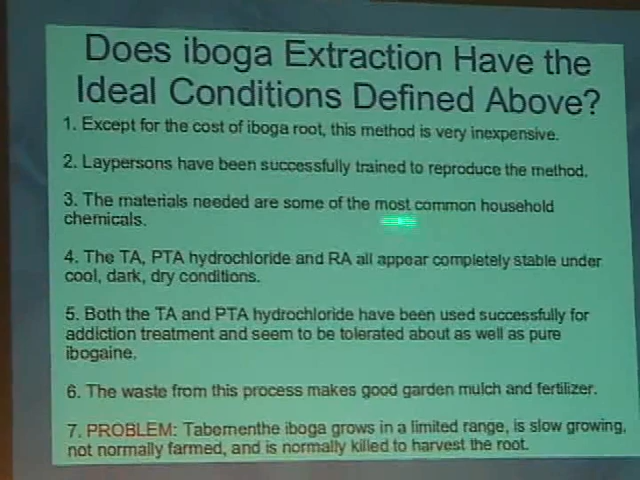 Does iboga Extraction Have the
Ideal Conditions Defined Above?
1. Except for the cost of iboga root, this method is very inexpensive.
2. Laypersons have been successfully trained to reproduce the method.
3. The materials needed are some of the most common household
chemicals.
4. The TA, PTA hydrochloride and RA all appear completely stable under
cool, dark, dry conditions.
5. Both the TA and PTA hydrochloride have been used successfully for
addiction treatment and seem to be tolerated about as well as pure
ibogaine.
6. The waste from this process makes good garden mulch and fertilizer.
7. PROBLEM: Tabernenthe iboga grows in a limited range, is slow growing,
not normally farmed, and is normally killed to harvest the root.